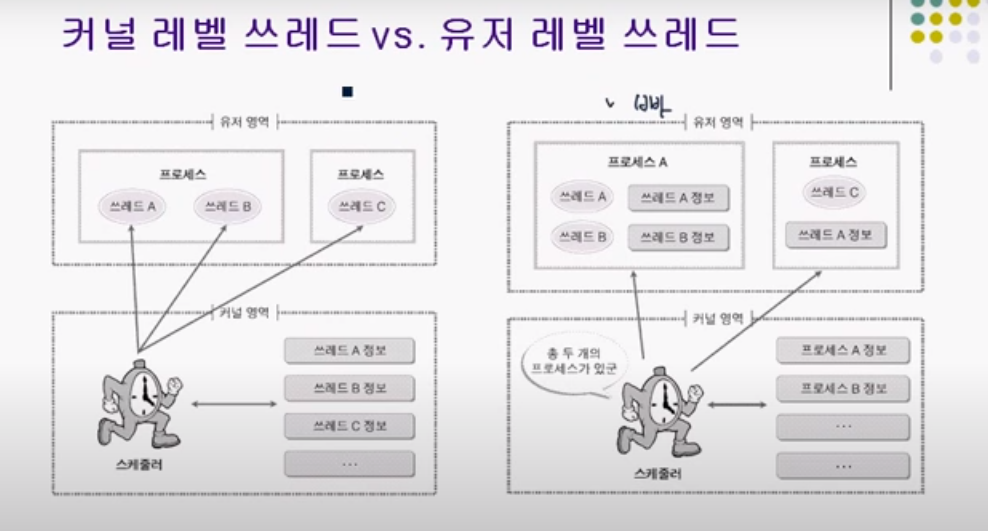 커널 레벨 쓰레드 vs. 유저 레벨 쓰레드
유저 영역
프로세스
쓰레드 A
쓰레드 B
프로세스
쓰레드 C
커널 영역
스케줄러
쓰레드 A 정보
쓰레드 B 정보
쓰레드 C 정보
...
유저 영역
프로세스 A
쓰레드 A
쓰레드 A 정보
쓰레드 B
쓰레드 B 정보
프로세스
쓰레드 C
쓰레드 A 정보
커널 영역
총 두 개의
프로세스가 있군
스케줄러
프로세스 A 정보
프로세스 B 정보
...
...